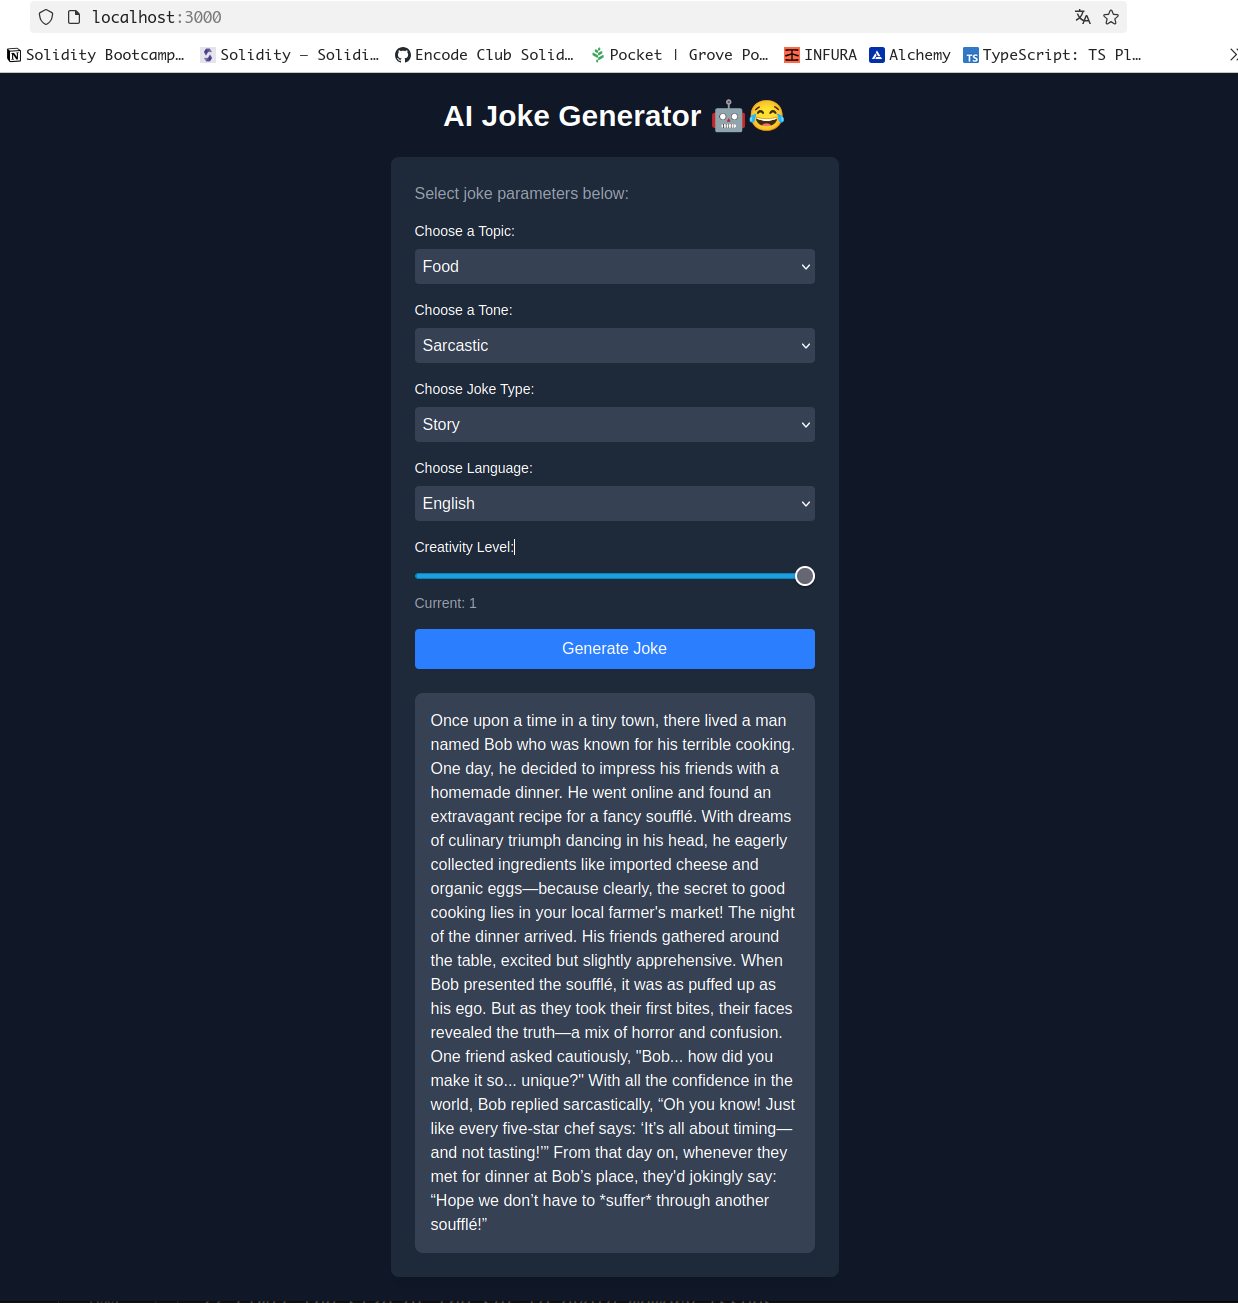 localhost:3000
Solidity Bootcamp… Solidity — Solidi… Encode Club Solid… Pocket | Grove Po… INFURA Alchemy TS TypeScript: TS Pl…
AI Joke Generator 🤖😂
Select joke parameters below:
Choose a Topic:
Food
Choose a Tone:
Sarcastic
Choose Joke Type:
Story
Choose Language:
English
Creativity Level:
Current: 1
Generate Joke
Once upon a time in a tiny town, there lived a man
named Bob who was known for his terrible cooking.
One day, he decided to impress his friends with a
homemade dinner. He went online and found an
extravagant recipe for a fancy soufflé. With dreams
of culinary triumph dancing in his head, he eagerly
collected ingredients like imported cheese and
organic eggs—because clearly, the secret to good
cooking lies in your local farmer's market! The night
of the dinner arrived. His friends gathered around
the table, excited but slightly apprehensive. When
Bob presented the soufflé, it was as puffed up as
his ego. But as they took their first bites, their faces
revealed the truth—a mix of horror and confusion.
One friend asked cautiously, "Bob... how did you
make it so... unique?" With all the confidence in the
world, Bob replied sarcastically, “Oh you know! Just
like every five-star chef says: ‘It’s all about timing—
and not tasting!’” From that day on, whenever they
met for dinner at Bob’s place, they'd jokingly say:
“Hope we don’t have to *suffer* through another
soufflé!”